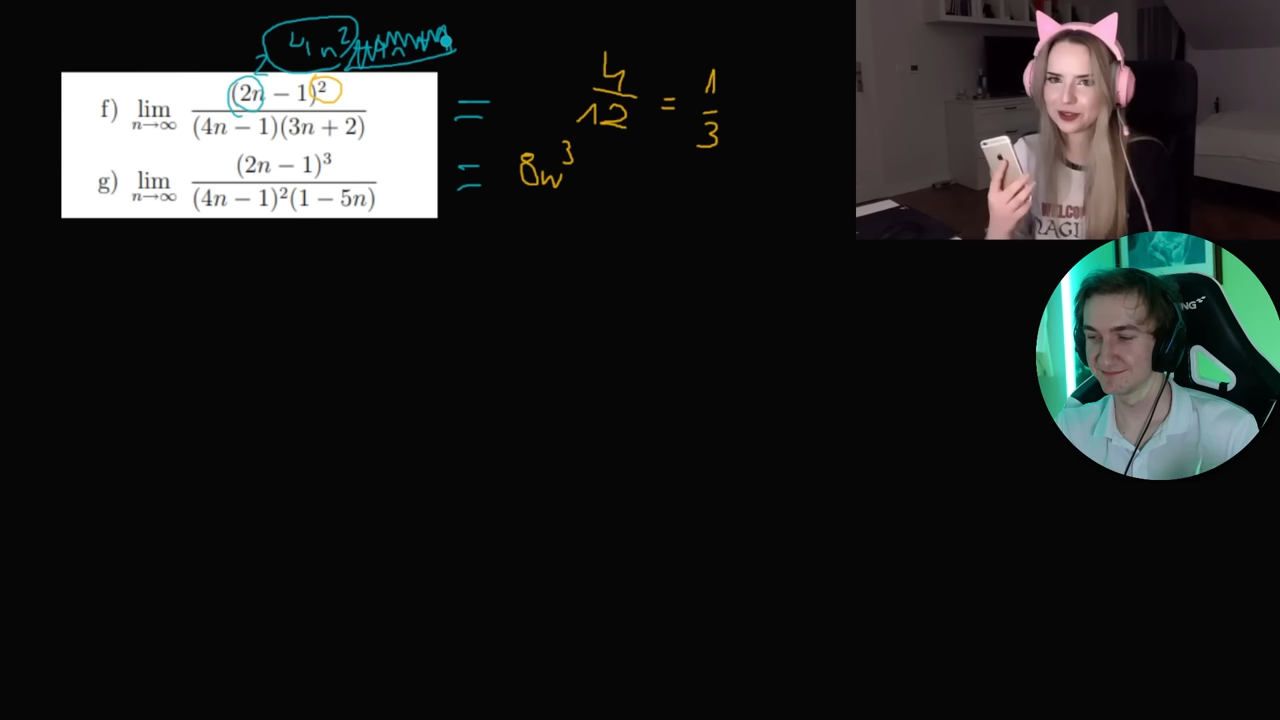 4n²
f) lim n→∞ (2n − 1)² / (4n − 1)(3n + 2) = 4/12 = 1/3
g) lim n→∞ (2n − 1)³ / (4n − 1)²(1 − 5n) = 8n³